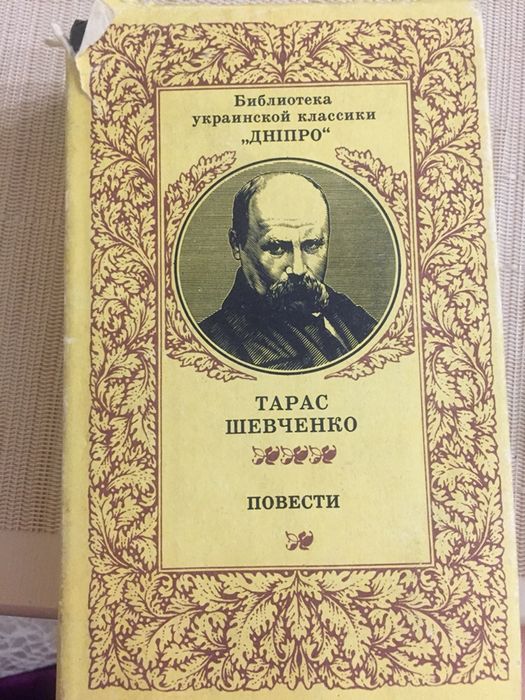 Библиотека
украинской классики
„ДНІПРО“
ТАРАС
ШЕВЧЕНКО
ПОВЕСТИ